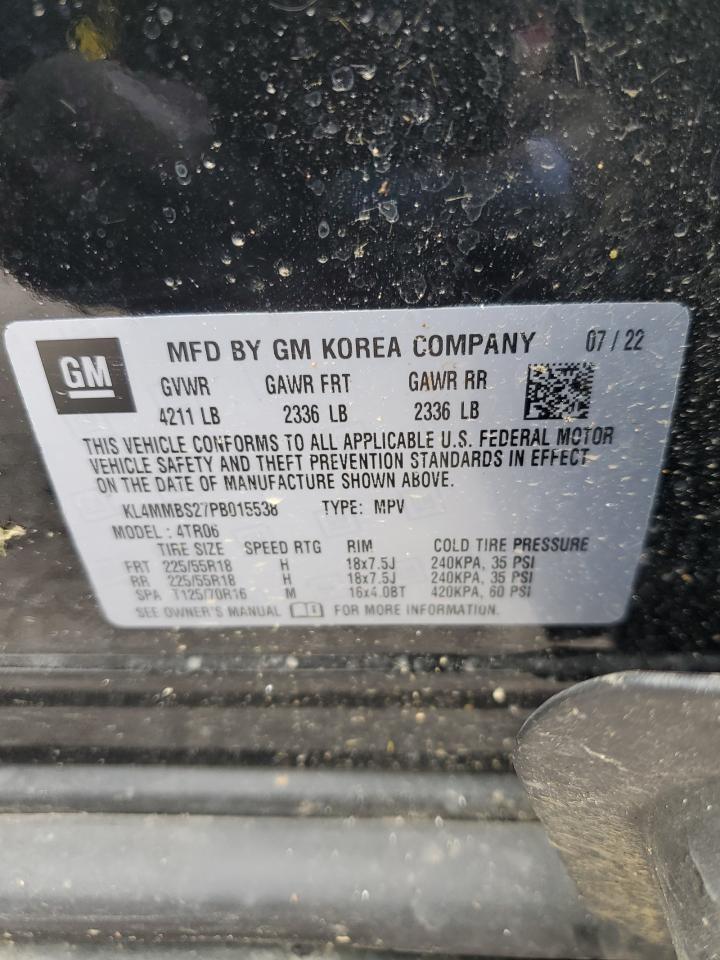 GM
MFD BY GM KOREA COMPANY 07/22
GVWR GAWR FRT GAWR RR
4211 LB 2336 LB 2336 LB
THIS VEHICLE CONFORMS TO ALL APPLICABLE U.S. FEDERAL MOTOR
VEHICLE SAFETY AND THEFT PREVENTION STANDARDS IN EFFECT
ON THE DATE OF MANUFACTURE SHOWN ABOVE.
KL4MMBS27PB015538 TYPE: MPV
MODEL: 4TR06
TIRE SIZE SPEED RTG RIM COLD TIRE PRESSURE
FRT 225/55R18 H 18x7.5J 240KPA, 35 PSI
RR 225/55R18 H 18x7.5J 240KPA, 35 PSI
SPA T125/70R16 M 16x4.0BT 420KPA, 60 PSI
SEE OWNER'S MANUAL FOR MORE INFORMATION.